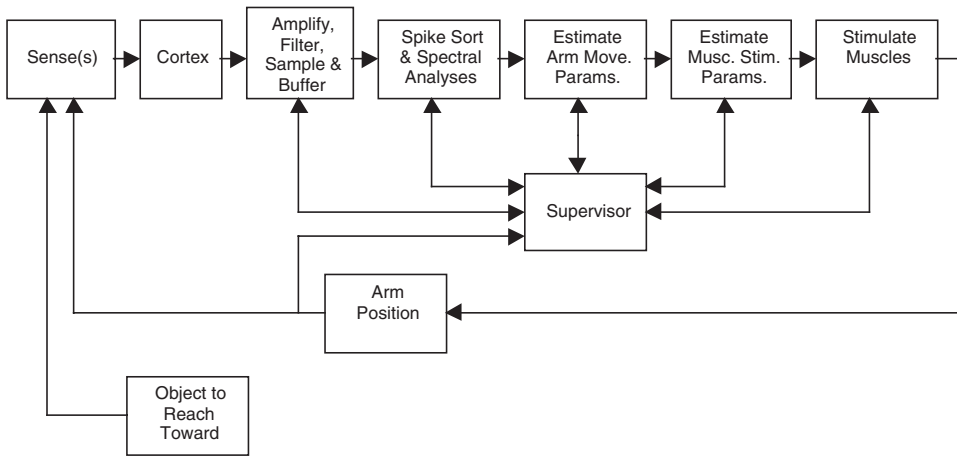 Sense(s)
Cortex
Amplify,
Filter,
Sample &
Buffer
Spike Sort
& Spectral
Analyses
Estimate
Arm Move.
Params.
Estimate
Musc. Stim.
Params.
Stimulate
Muscles
Supervisor
Arm
Position
Object to
Reach
Toward